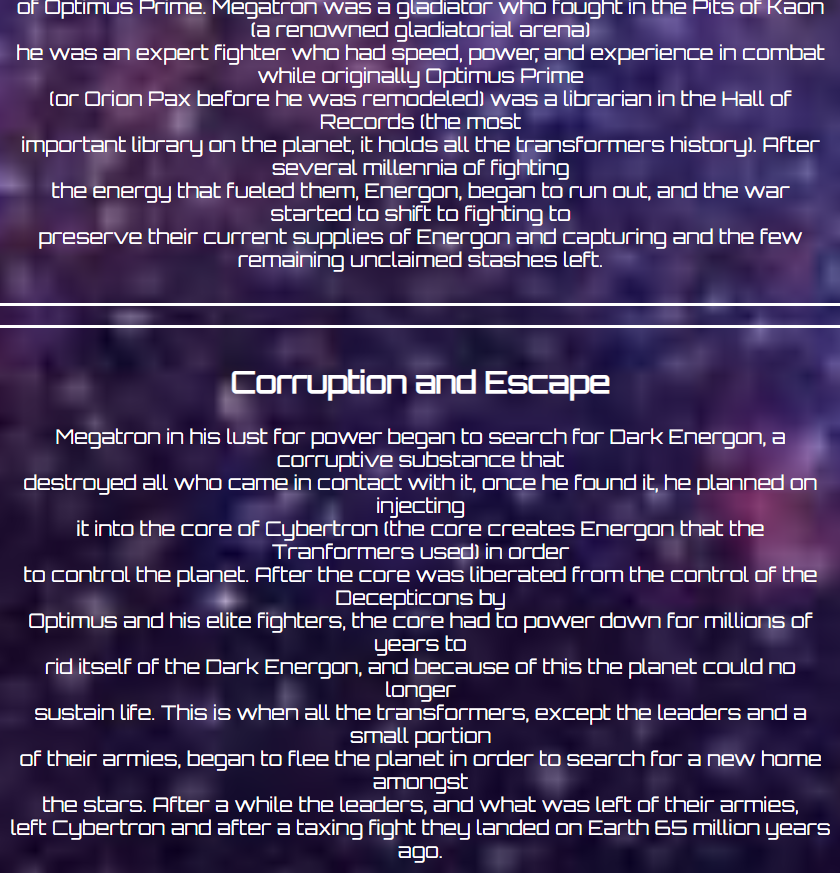 of Optimus Prime. Megatron was a gladiator who fought in the Pits of Kaon
(a renowned gladiatorial arena)
he was an expert fighter who had speed, power, and experience in combat
while originally Optimus Prime
(or Orion Pax before he was remodeled) was a librarian in the Hall of
Records (the most
important library on the planet, it holds all the transformers history). After
several millennia of fighting
the energy that fueled them, Energon, began to run out, and the war
started to shift to fighting to
preserve their current supplies of Energon and capturing and the few
remaining unclaimed stashes left.
Corruption and Escape
Megatron in his lust for power began to search for Dark Energon, a
corruptive substance that
destroyed all who came in contact with it, once he found it, he planned on
injecting
it into the core of Cybertron (the core creates Energon that the
Tranformers used) in order
to control the planet. After the core was liberated from the control of the
Decepticons by
Optimus and his elite fighters, the core had to power down for millions of
years to
rid itself of the Dark Energon, and because of this the planet could no
longer
sustain life. This is when all the transformers, except the leaders and a
small portion
of their armies, began to flee the planet in order to search for a new home
amongst
the stars. After a while the leaders, and what was left of their armies,
left Cybertron and after a taxing fight they landed on Earth 65 million years
ago.